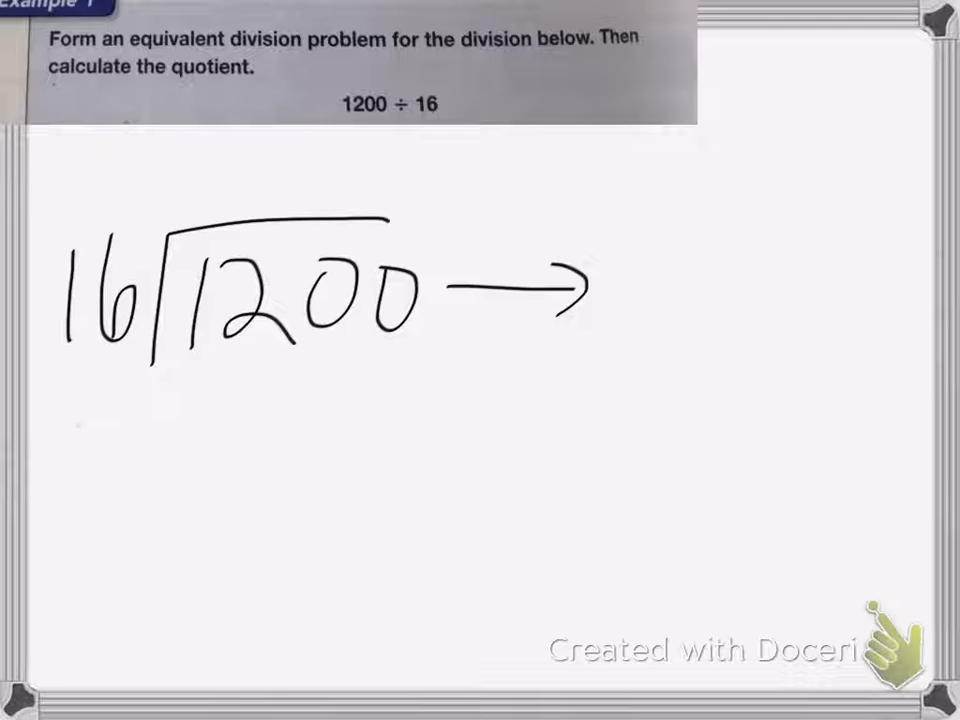 Example 1
Form an equivalent division problem for the division below. Then
calculate the quotient.
1200 ÷ 16
16 1200 →
Created with Doceri